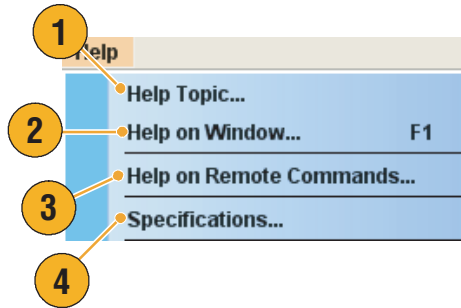 1
Help
Help Topic...
2
Help on Window... F1
3
Help on Remote Commands...
Specifications...
4